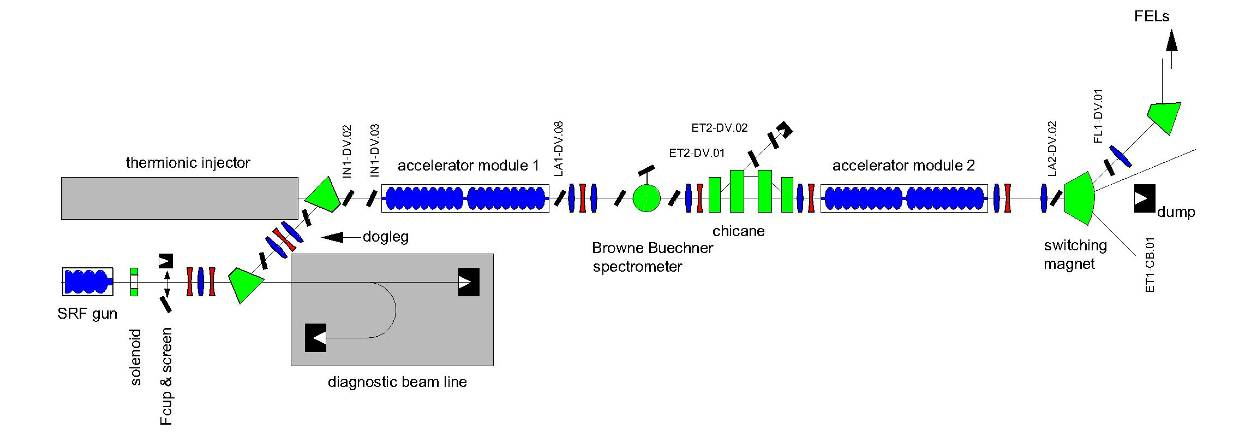 FELs
thermionic injector
IN1-DV.02
IN1-DV.03
accelerator module 1
LA1-DV.08
ET2-DV.02
ET2-DV.01
accelerator module 2
LA2-DV.02
FL1 DV.01
dogleg
Browne Buechner
spectrometer
chicane
switching
magnet
dump
ET1-CB.01
SRF gun
solenoid
Fcup & screen
diagnostic beam line